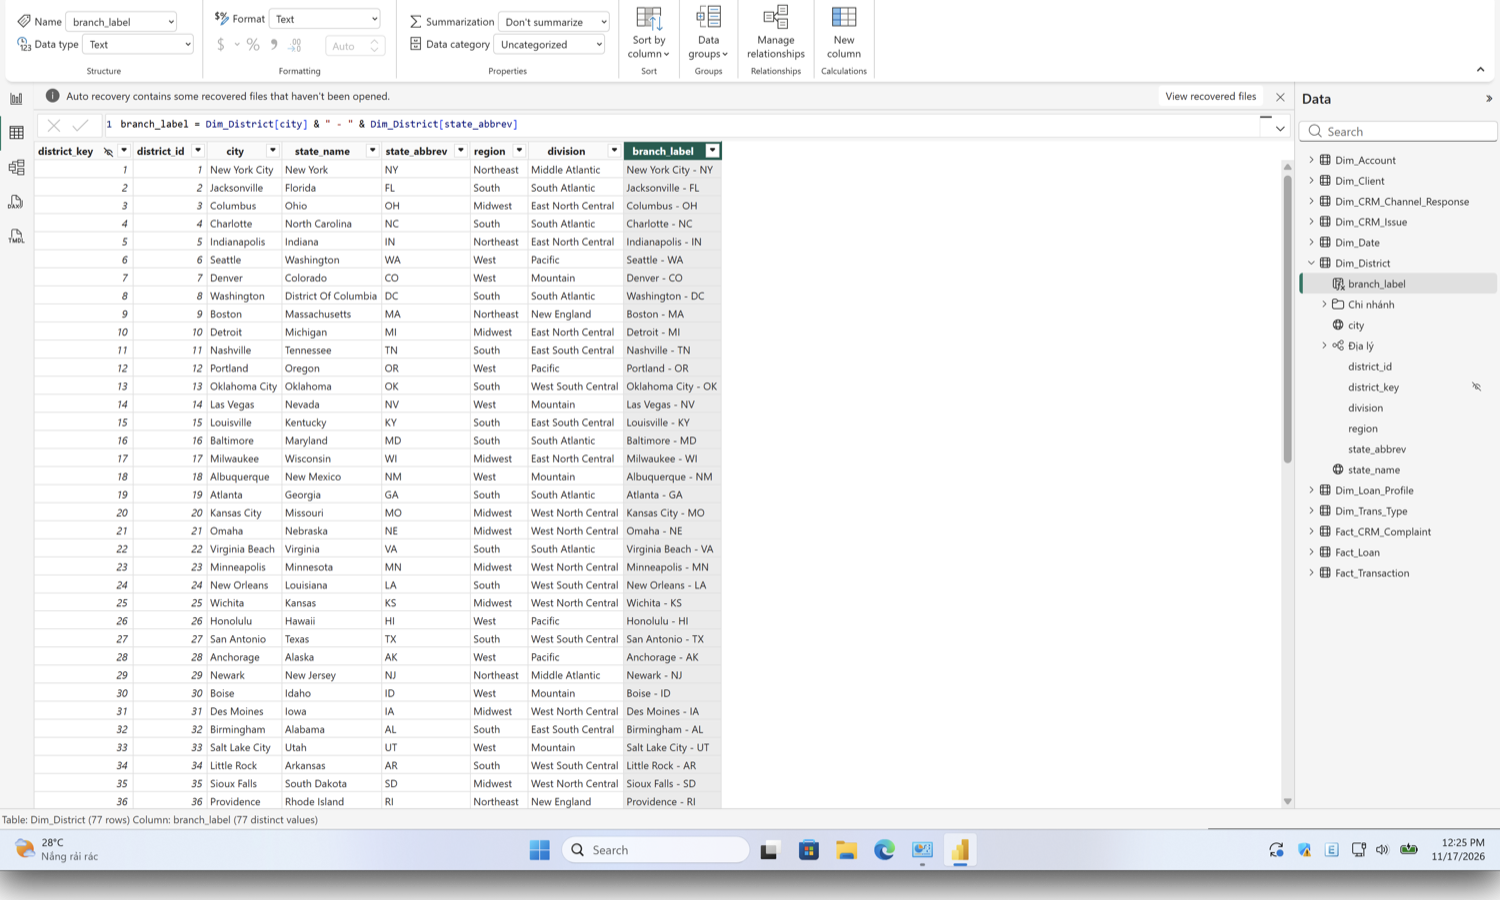 Name branch_label
Format Text
Summarization Don't summarize
Data type Text
$ % 9 .00 Auto
Data category Uncategorized
Sort by column
Data groups
Manage relationships
New column
Structure
Formatting
Properties
Sort
Groups
Relationships
Calculations
Auto recovery contains some recovered files that haven't been opened.
View recovered files
1 branch_label = Dim_District[city] & " - " & Dim_District[state_abbrev]
district_key district_id city state_name state_abbrev region division branch_label
1 1 New York City New York NY Northeast Middle Atlantic New York City - NY
2 2 Jacksonville Florida FL South South Atlantic Jacksonville - FL
3 3 Columbus Ohio OH Midwest East North Central Columbus - OH
4 4 Charlotte North Carolina NC South South Atlantic Charlotte - NC
5 5 Indianapolis Indiana IN Northeast East North Central Indianapolis - IN
6 6 Seattle Washington WA West Pacific Seattle - WA
7 7 Denver Colorado CO West Mountain Denver - CO
8 8 Washington District Of Columbia DC South South Atlantic Washington - DC
9 9 Boston Massachusetts MA Northeast New England Boston - MA
10 10 Detroit Michigan MI Midwest East North Central Detroit - MI
11 11 Nashville Tennessee TN South East South Central Nashville - TN
12 12 Portland Oregon OR West Pacific Portland - OR
13 13 Oklahoma City Oklahoma OK South West South Central Oklahoma City - OK
14 14 Las Vegas Nevada NV West Mountain Las Vegas - NV
15 15 Louisville Kentucky KY South East South Central Louisville - KY
16 16 Baltimore Maryland MD South South Atlantic Baltimore - MD
17 17 Milwaukee Wisconsin WI Midwest East North Central Milwaukee - WI
18 18 Albuquerque New Mexico NM West Mountain Albuquerque - NM
19 19 Atlanta Georgia GA South South Atlantic Atlanta - GA
20 20 Kansas City Missouri MO Midwest West North Central Kansas City - MO
21 21 Omaha Nebraska NE Midwest West North Central Omaha - NE
22 22 Virginia Beach Virginia VA South South Atlantic Virginia Beach - VA
23 23 Minneapolis Minnesota MN Midwest West North Central Minneapolis - MN
24 24 New Orleans Louisiana LA South West South Central New Orleans - LA
25 25 Wichita Kansas KS Midwest West North Central Wichita - KS
26 26 Honolulu Hawaii HI West Pacific Honolulu - HI
27 27 San Antonio Texas TX South West South Central San Antonio - TX
28 28 Anchorage Alaska AK West Pacific Anchorage - AK
29 29 Newark New Jersey NJ Northeast Middle Atlantic Newark - NJ
30 30 Boise Idaho ID West Mountain Boise - ID
31 31 Des Moines Iowa IA Midwest West North Central Des Moines - IA
32 32 Birmingham Alabama AL South East South Central Birmingham - AL
33 33 Salt Lake City Utah UT West Mountain Salt Lake City - UT
34 34 Little Rock Arkansas AR South West South Central Little Rock - AR
35 35 Sioux Falls South Dakota SD Midwest West North Central Sioux Falls - SD
36 36 Providence Rhode Island RI Northeast New England Providence - RI
Data
Search
Dim_Account
Dim_Client
Dim_CRM_Channel_Response
Dim_CRM_Issue
Dim_Date
Dim_District
branch_label
Chi nhánh
city
Địa lý
district_id
district_key
division
region
state_abbrev
state_name
Dim_Loan_Profile
Dim_Trans_Type
Fact_CRM_Complaint
Fact_Loan
Fact_Transaction
Table: Dim_District (77 rows) Column: branch_label (77 distinct values)
28°C
Nắng rải rác
Search
E
12:25 PM
11/17/2026